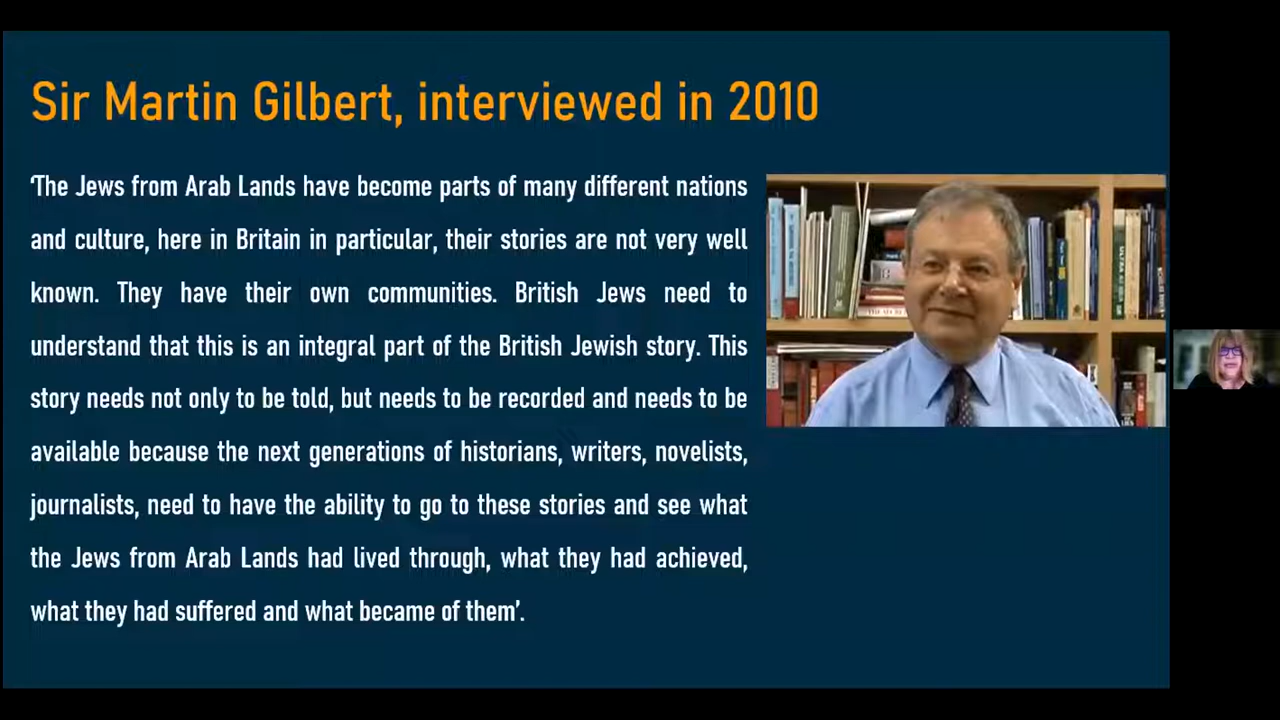 Sir Martin Gilbert, interviewed in 2010
'The Jews from Arab Lands have become parts of many different nations
and culture, here in Britain in particular, their stories are not very well
known. They have their own communities. British Jews need to
understand that this is an integral part of the British Jewish story. This
story needs not only to be told, but needs to be recorded and needs to be
available because the next generations of historians, writers, novelists,
journalists, need to have the ability to go to these stories and see what
the Jews from Arab Lands had lived through, what they had achieved,
what they had suffered and what became of them'.